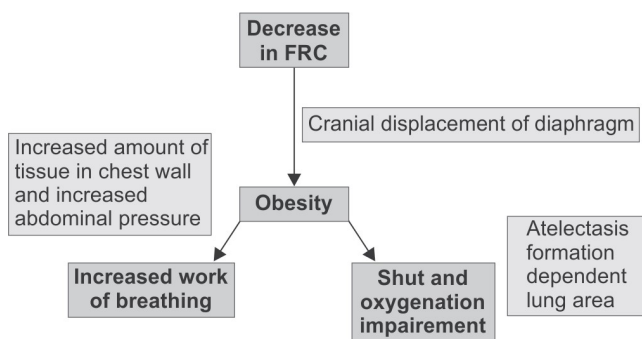 Decrease
in FRC
Cranial displacement of diaphragm
Increased amount of
tissue in chest wall
and increased
abdominal pressure
Obesity
Increased work
of breathing
Shut and
oxygenation
impairement
Atelectasis
formation
dependent
lung area